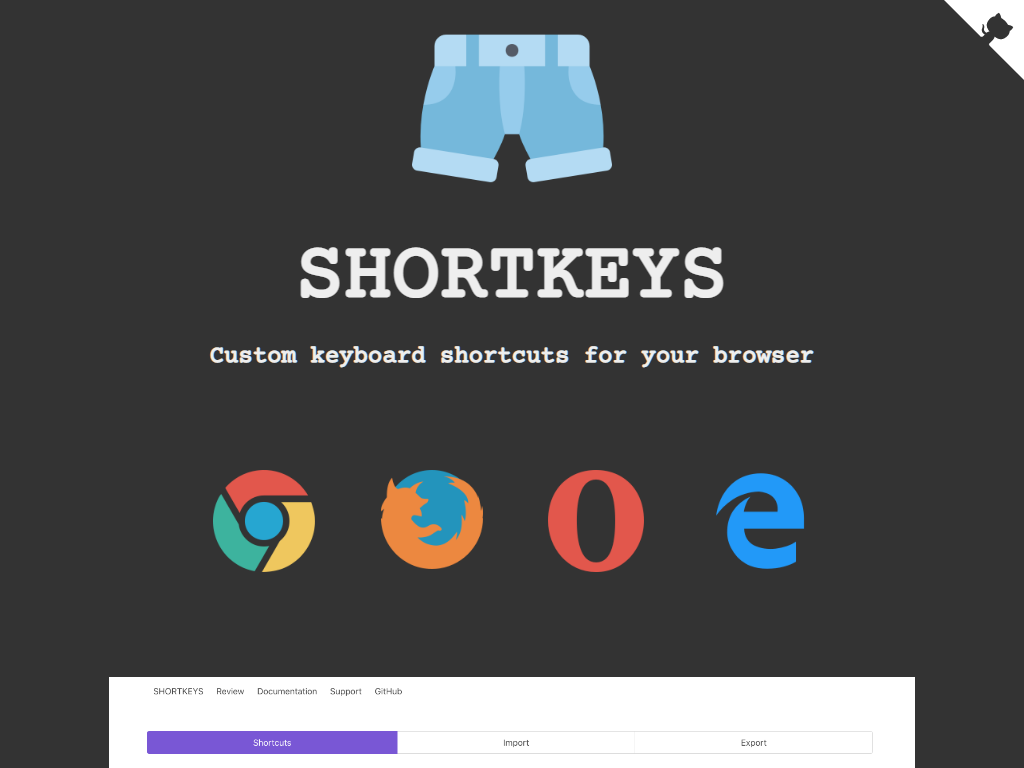 SHORTKEYS
Custom keyboard shortcuts for your browser
SHORTKEYS Review Documentation Support GitHub
Shortcuts Import Export